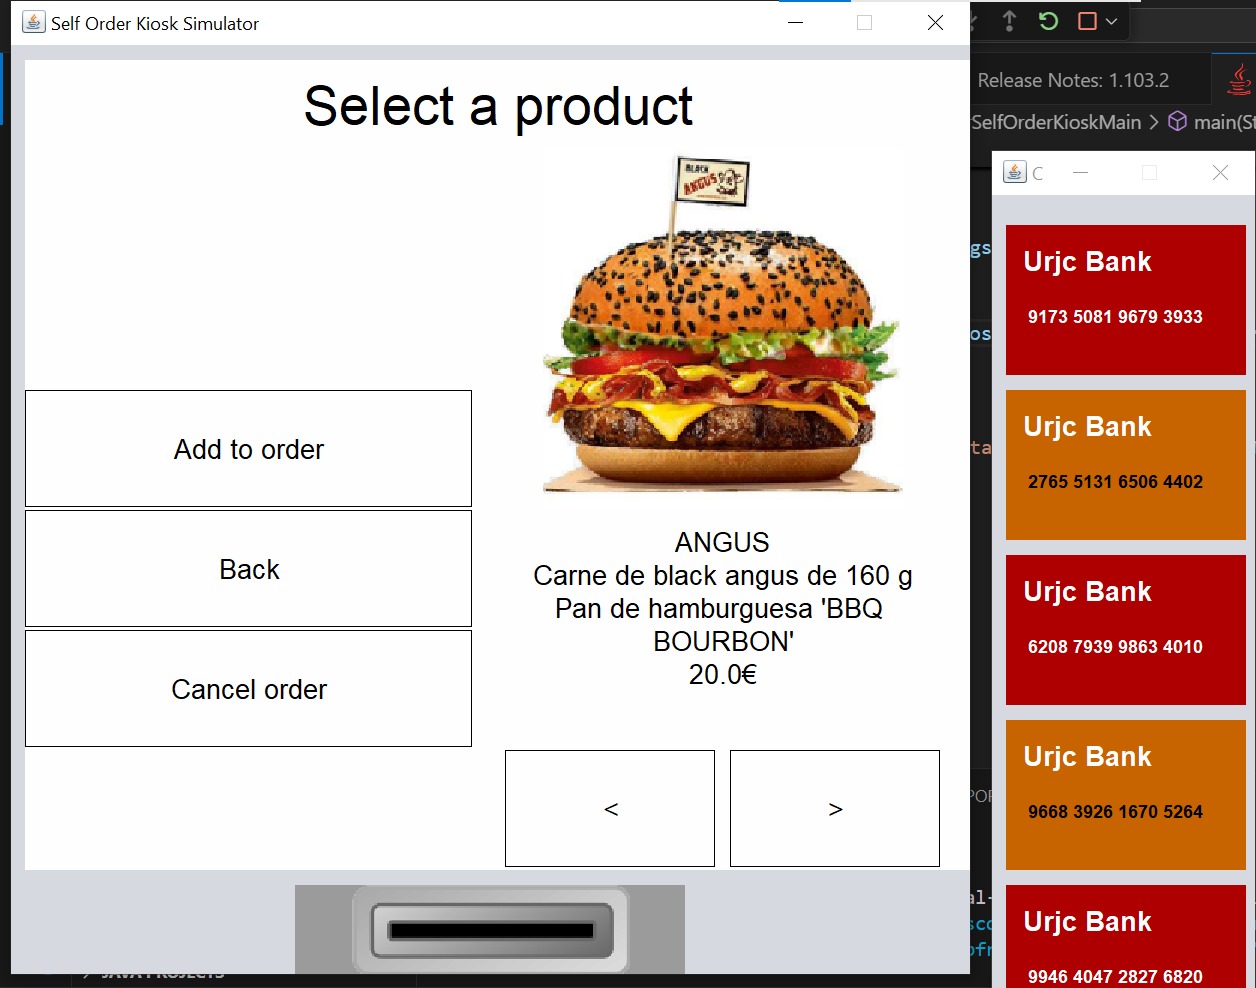 Self Order Kiosk Simulator
Select a product
BLACK
ANGUS
Add to order
Back
Cancel order
ANGUS
Carne de black angus de 160 g
Pan de hamburguesa 'BBQ
BOURBON'
20.0€
<
>
Release Notes: 1.103.2
SelfOrderKioskMain > main(St
gs
os
ta
POR
al-
sco
ofr
JAVA PROJECTS
C
Urjc Bank
9173 5081 9679 3933
Urjc Bank
2765 5131 6506 4402
Urjc Bank
6208 7939 9863 4010
Urjc Bank
9668 3926 1670 5264
Urjc Bank
9946 4047 2827 6820